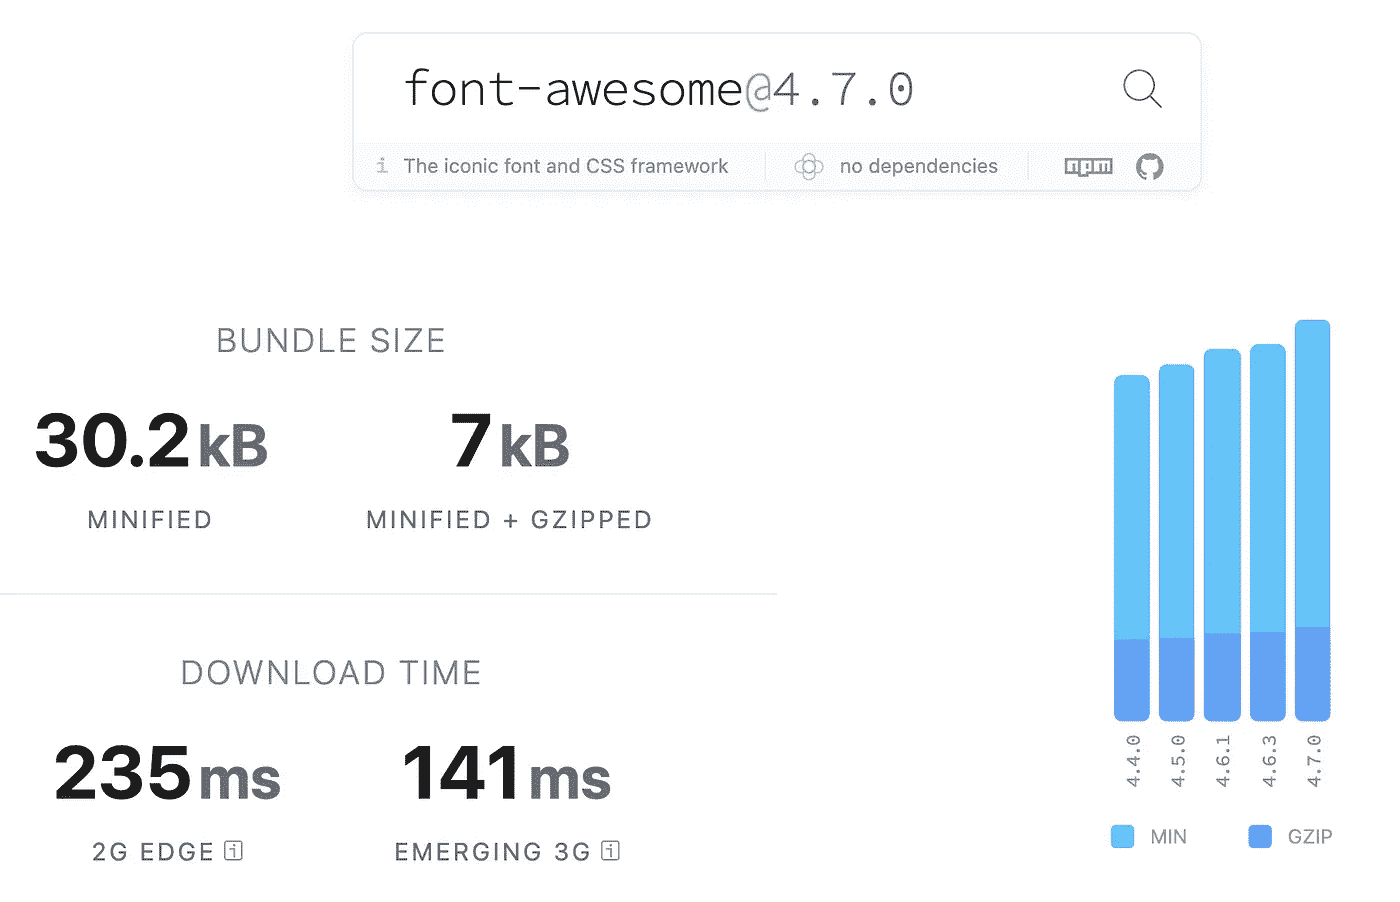 font-awesome@4.7.0
i The iconic font and CSS framework
no dependencies
npm
BUNDLE SIZE
30.2 kB
MINIFIED
7 kB
MINIFIED + GZIPPED
DOWNLOAD TIME
235 ms
2G EDGE i
141 ms
EMERGING 3G i
4.4.0
4.5.0
4.6.1
4.6.3
4.7.0
MIN
GZIP